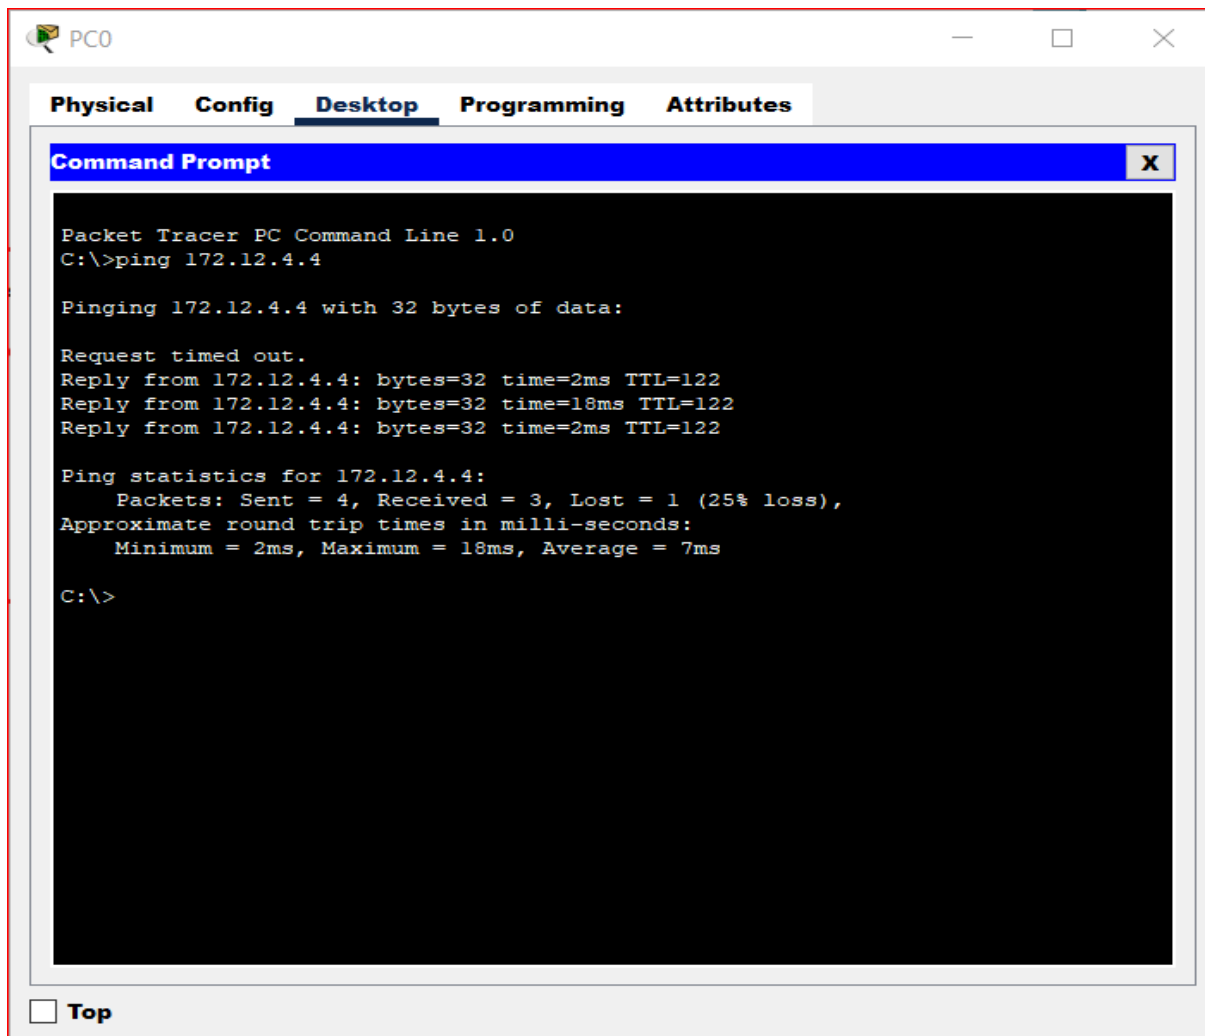 PC0
Physical Config Desktop Programming Attributes
Command Prompt X
Packet Tracer PC Command Line 1.0
C:\>ping 172.12.4.4
Pinging 172.12.4.4 with 32 bytes of data:
Request timed out.
Reply from 172.12.4.4: bytes=32 time=2ms TTL=122
Reply from 172.12.4.4: bytes=32 time=18ms TTL=122
Reply from 172.12.4.4: bytes=32 time=2ms TTL=122
Ping statistics for 172.12.4.4:
    Packets: Sent = 4, Received = 3, Lost = 1 (25% loss),
Approximate round trip times in milli-seconds:
    Minimum = 2ms, Maximum = 18ms, Average = 7ms
C:\>
Top